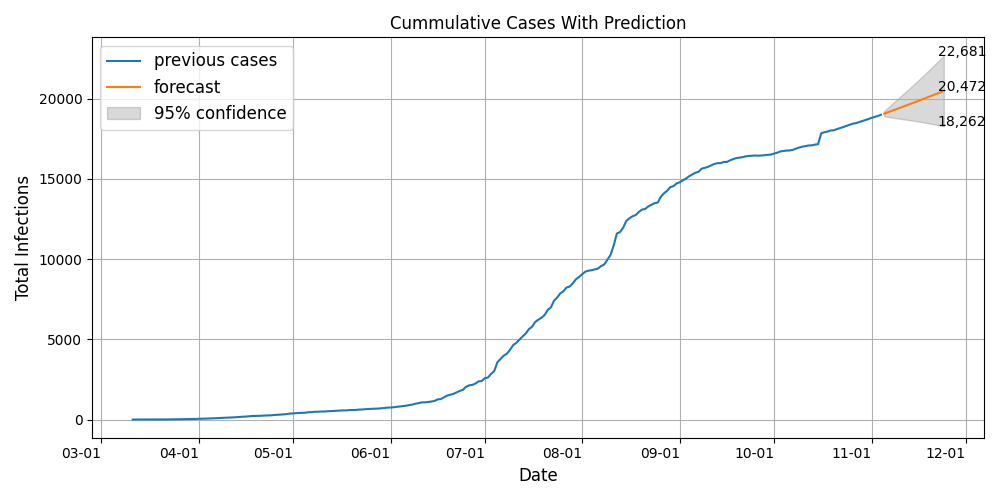 Cummulative Cases With Prediction
previous cases
forecast
95% confidence
22,681
20,472
18,262
Total Infections
20000
15000
10000
5000
0
03-01 04-01 05-01 06-01 07-01 08-01 09-01 10-01 11-01 12-01
Date